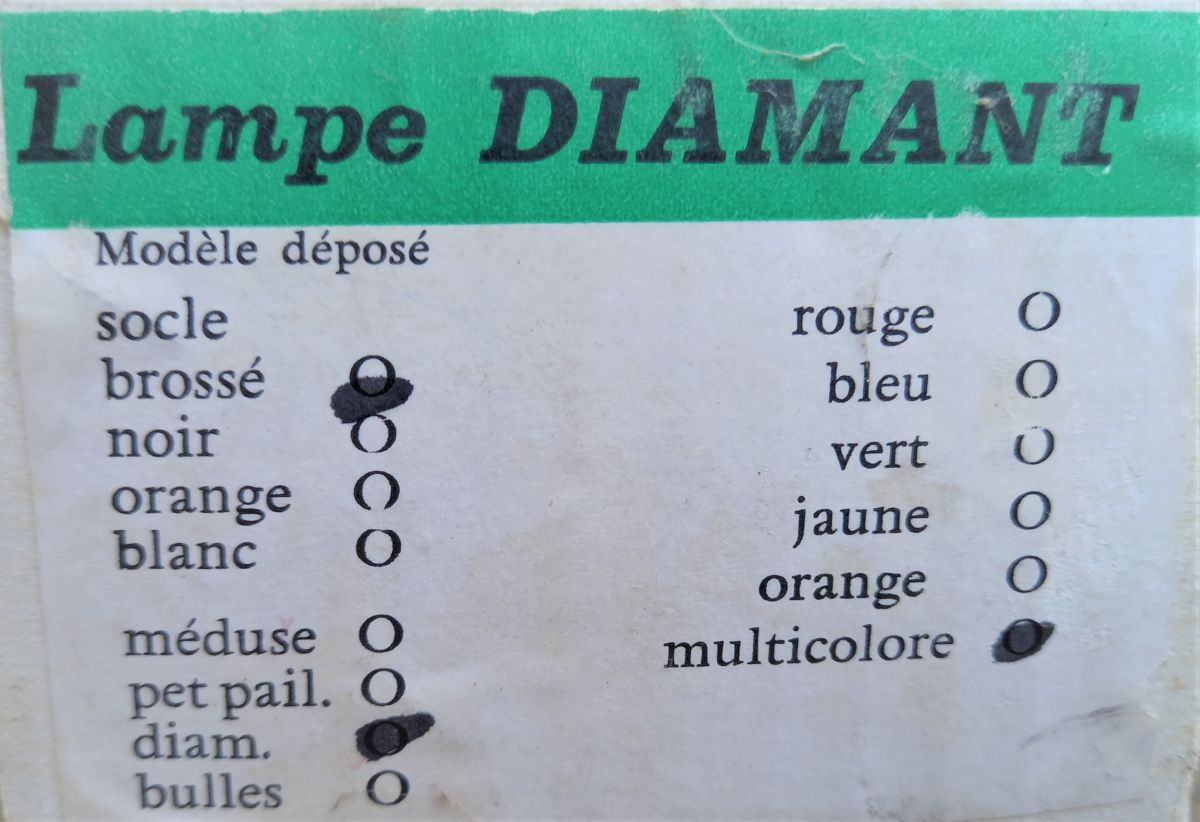 Lampe DIAMANT
Modèle déposé
socle
brossé O
noir O
orange O
blanc O
méduse O
pet pail. O
diam. O
bulles O
rouge O
bleu O
vert O
jaune O
orange O
multicolore O